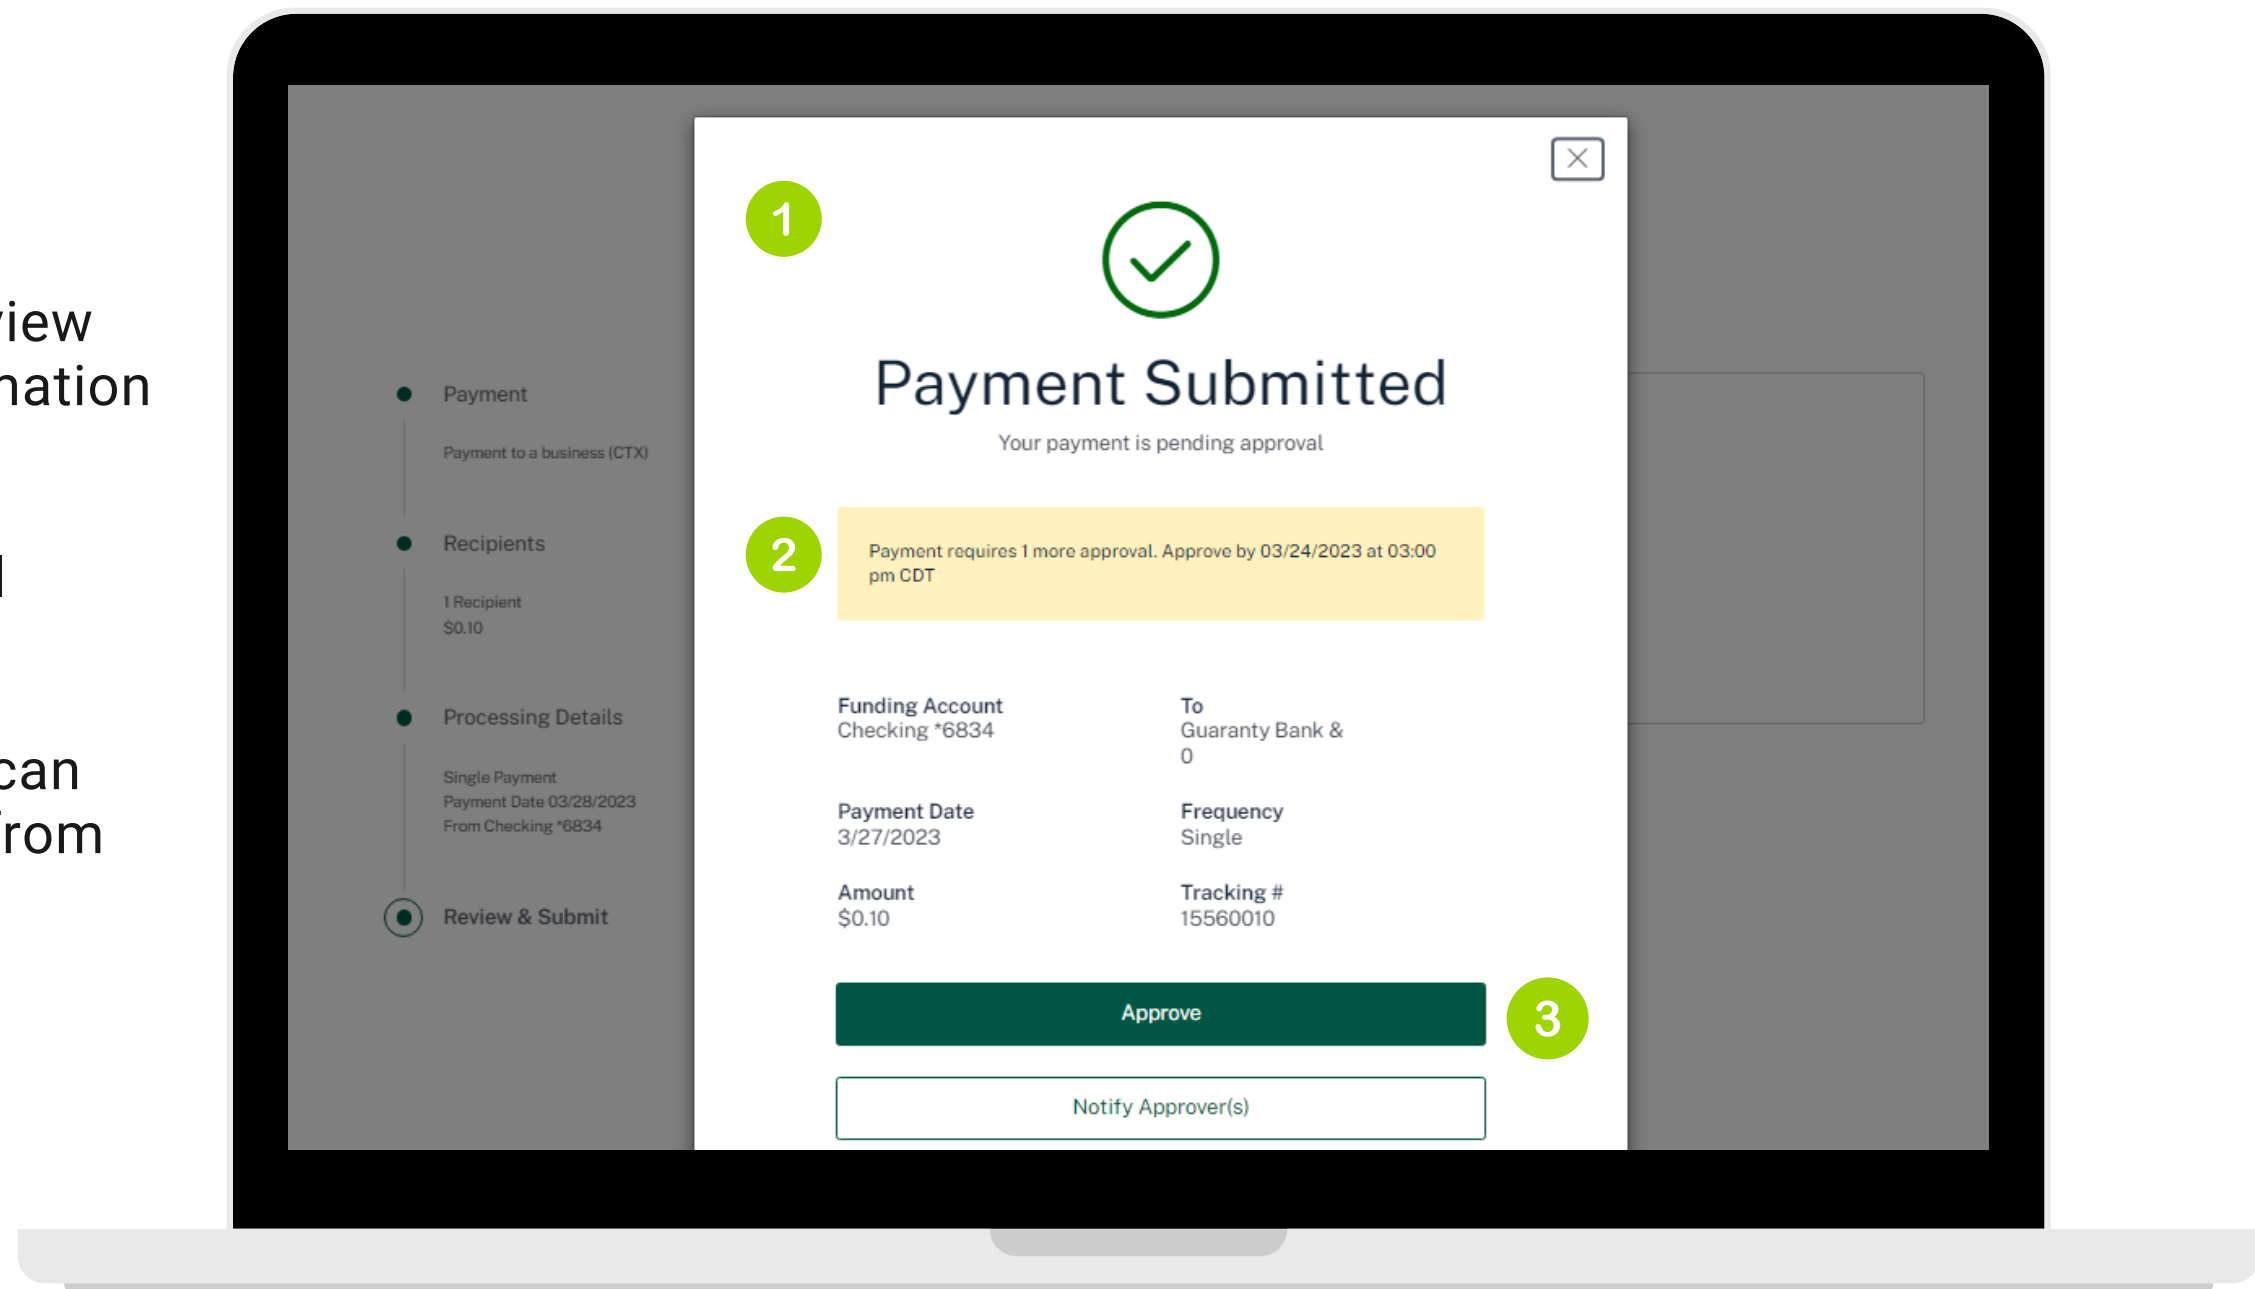 view
nation
can
from
Payment
Payment to a business (CTX)
Recipients
1 Recipient
$0.10
Processing Details
Single Payment
Payment Date 03/28/2023
From Checking *6834
Review & Submit
1
Payment Submitted
Your payment is pending approval
2
Payment requires 1 more approval. Approve by 03/24/2023 at 03:00
pm CDT
Funding Account
Checking *6834
To
Guaranty Bank &
0
Payment Date
3/27/2023
Frequency
Single
Amount
$0.10
Tracking #
15560010
Approve
3
Notify Approver(s)